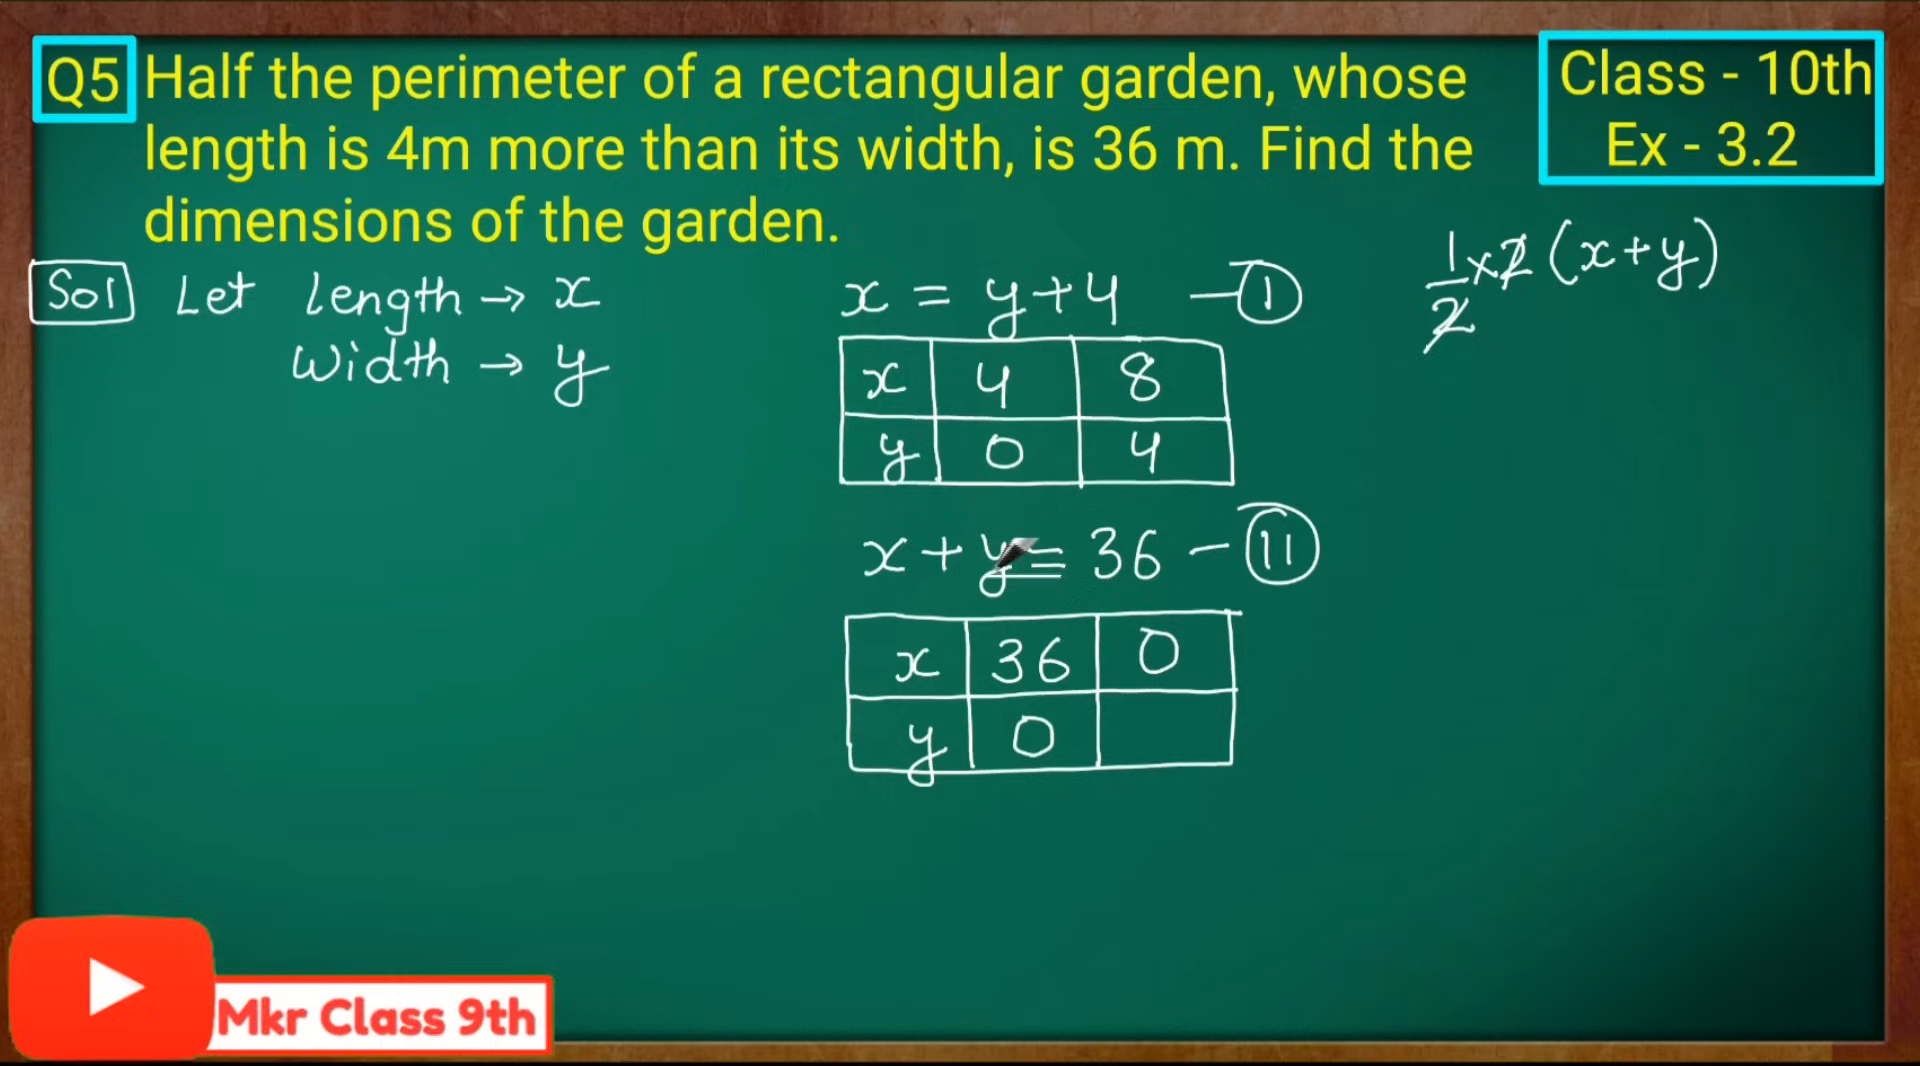 Q5 Half the perimeter of a rectangular garden, whose
length is 4m more than its width, is 36 m. Find the
dimensions of the garden.
Class - 10th
Ex - 3.2
Sol Let length → x
Width → y
x = y+4 — ①
x 4 8
y 0 4
x + y = 36 — ⑪
x 36 0
y 0
1/2 × 2 (x+y)
Mkr Class 9th